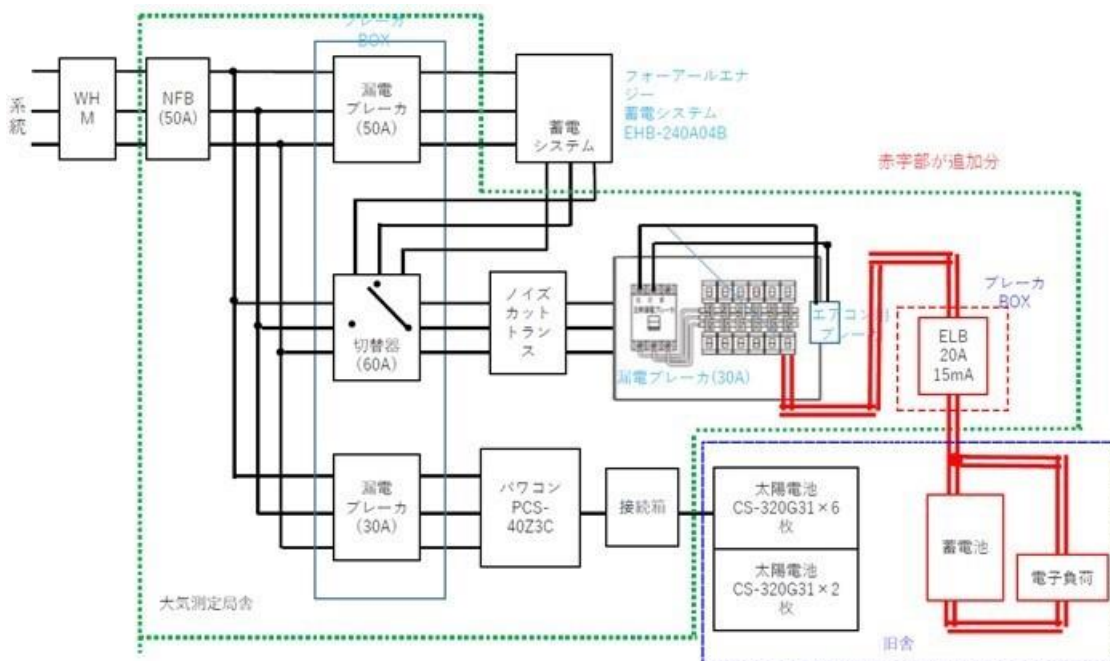 ブレーカ
BOX
系統
WH
M
NFB
(50A)
漏電
ブレーカ
(50A)
蓄電
システム
フォーアールエナ
ジー
蓄電システム
EHB-240A04B
赤字部が追加分
切替器
(60A)
ノイズ
カット
トラン
ス
漏電ブレーカ(30A)
エアコン用
ブレーカ
ブレーカ
BOX
ELB
20A
15mA
漏電
ブレーカ
(30A)
パワコン
PCS-
40Z3C
接続箱
太陽電池
CS-320G31×6
枚
太陽電池
CS-320G31×2
枚
蓄電池
電子負荷
大気測定局舎
旧舎